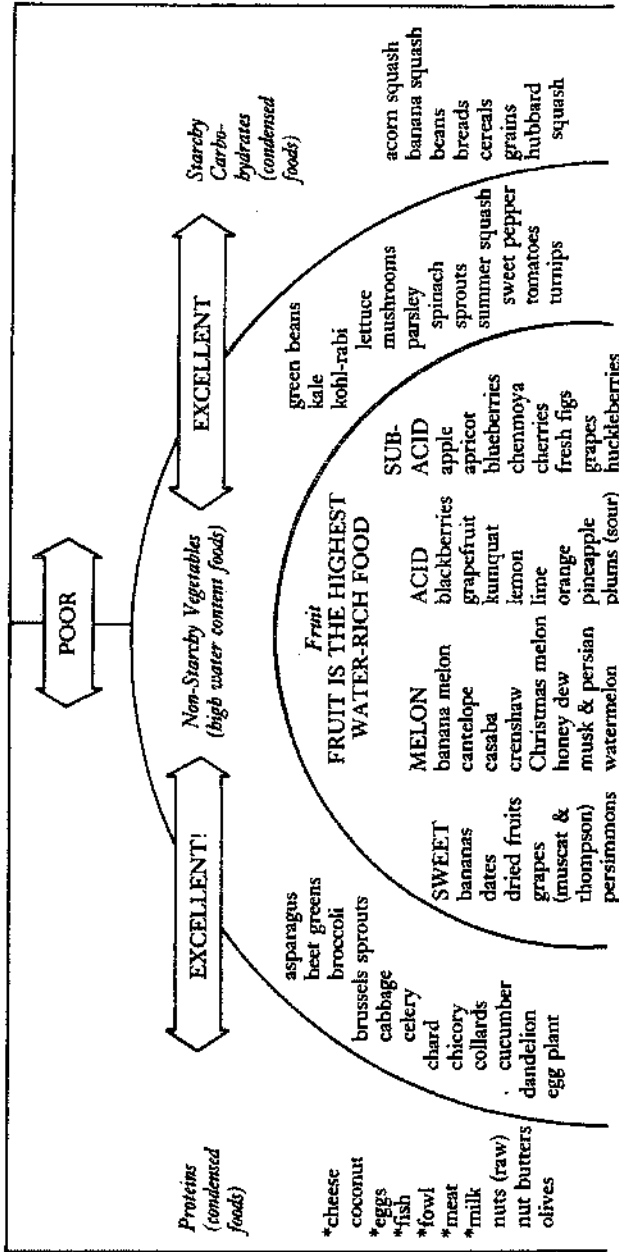 POOR
Proteins
(condensed
foods)
EXCELLENT!
Non-Starchy Vegetables
(high water content foods)
EXCELLENT
Starchy
Carbo-
hydrates
(condensed
foods)
*cheese
coconut
*eggs
*fish
*fowl
*meat
*milk
nuts (raw)
nut butters
olives
asparagus
beet greens
broccoli
brussels sprouts
cabbage
celery
chard
chicory
collards
cucumber
dandelion
egg plant
Fruit
FRUIT IS THE HIGHEST
WATER-RICH FOOD
SWEET
bananas
dates
dried fruits
grapes
(muscat &
thompson)
persimmons
MELON
banana melon
cantelope
casaba
crenshaw
Christmas melon
honey dew
musk & persian
watermelon
ACID
blackberries
grapefruit
kumquat
lemon
lime
orange
pineapple
plums (sour)
SUB-
ACID
apple
apricot
blueberries
chenmoya
cherries
fresh figs
grapes
huckleberries
green beans
kale
kohl-rabi
lettuce
mushrooms
parsley
spinach
sprouts
summer squash
sweet pepper
tomatoes
turnips
acorn squash
banana squash
beans
breads
cereals
grains
hubbard
squash